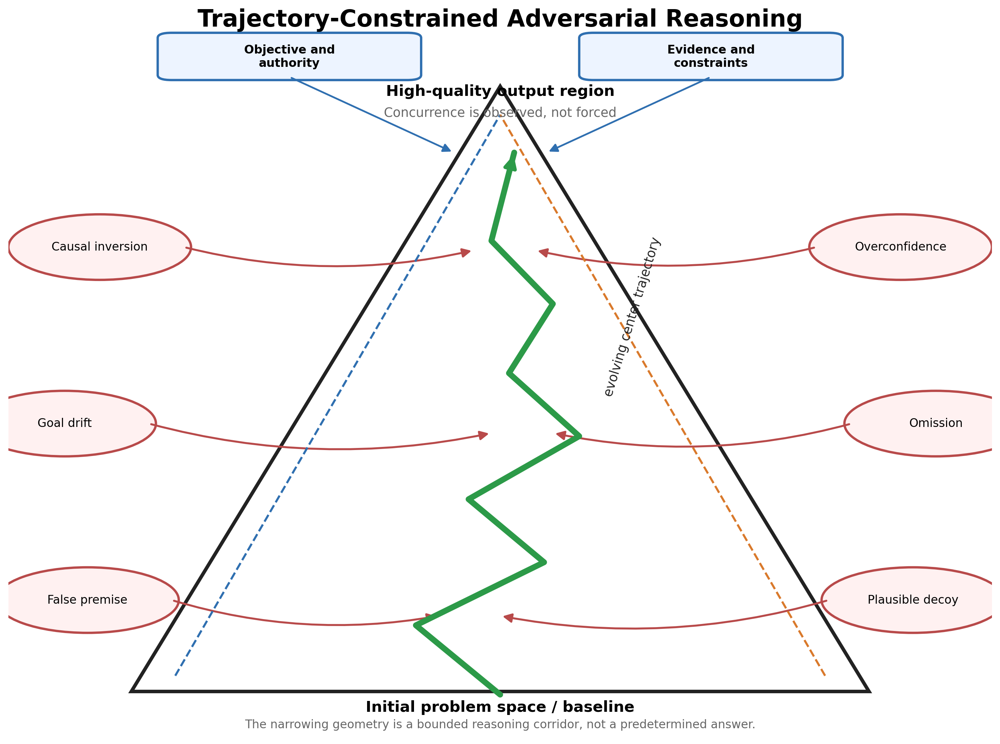 Trajectory-Constrained Adversarial Reasoning
Objective and
authority
Evidence and
constraints
High-quality output region
Concurrence is observed, not forced
Causal inversion
Overconfidence
evolving center trajectory
Goal drift
Omission
False premise
Plausible decoy
Initial problem space / baseline
The narrowing geometry is a bounded reasoning corridor, not a predetermined answer.